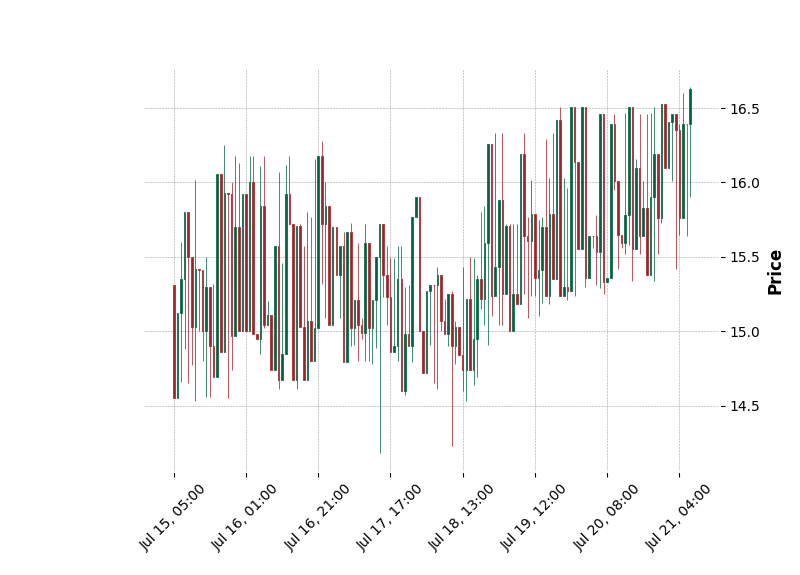 16.5
16.0
15.5
15.0
14.5
Price
Jul 15, 05:00
Jul 16, 01:00
Jul 16, 21:00
Jul 17, 17:00
Jul 18, 13:00
Jul 19, 12:00
Jul 20, 08:00
Jul 21, 04:00